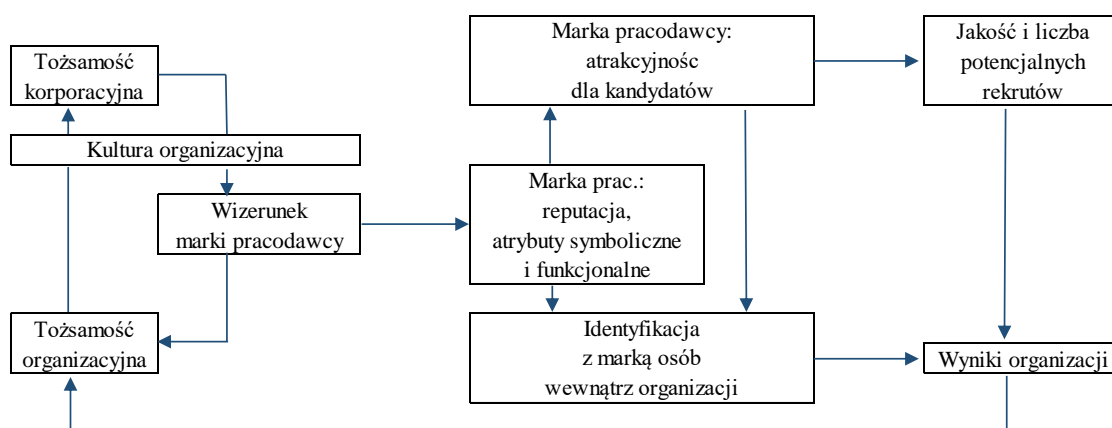 Tożsamość
korporacyjna
Kultura organizacyjna
Wizerunek
marki pracodawcy
Tożsamość
organizacyjna
Marka pracodawcy:
atrakcyjnośc
dla kandydatów
Marka prac.:
reputacja,
atrybuty symboliczne
i funkcjonalne
Identyfikacja
z marką osób
wewnątrz organizacji
Jakość i liczba
potencjalnych
rekrutów
Wyniki organizacji